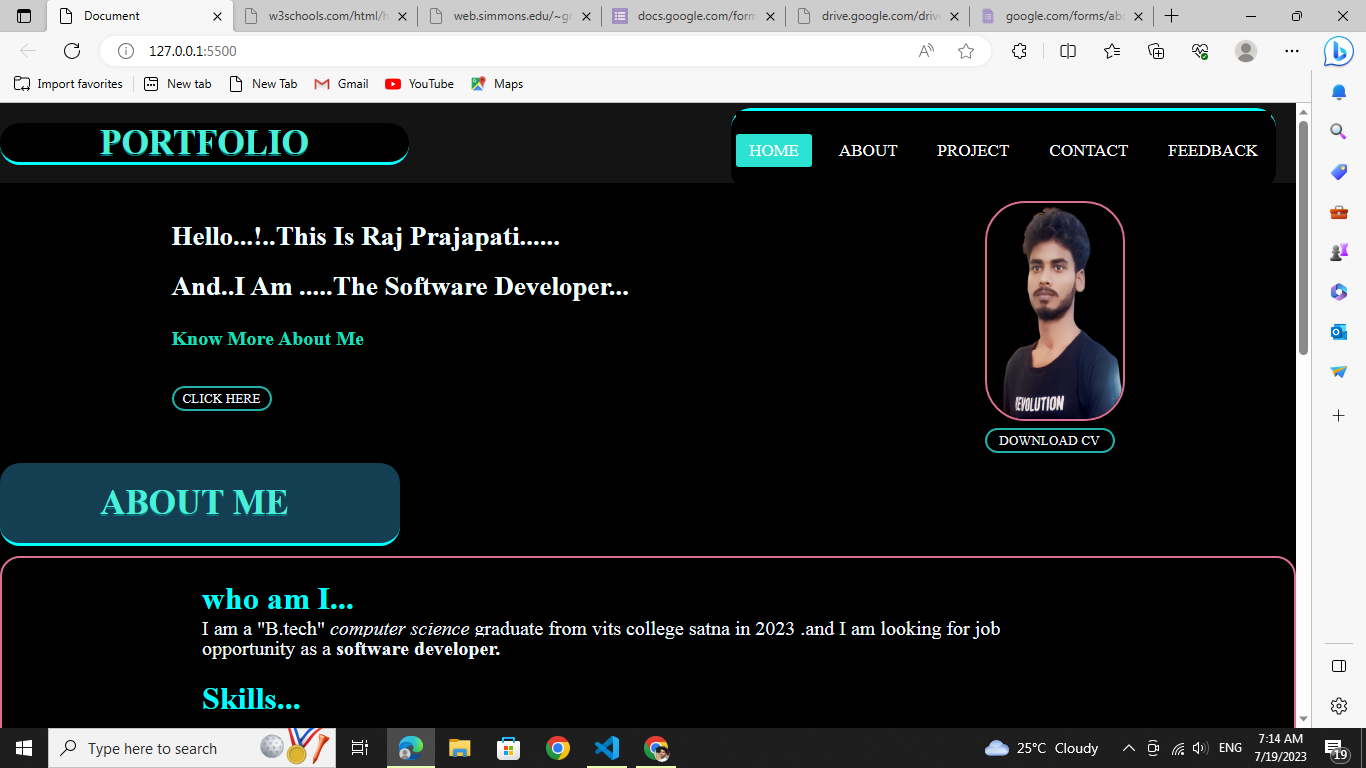 Document
w3schools.com/html/h
web.simmons.edu/~gr
docs.google.com/form
drive.google.com/drive
google.com/forms/abo
127.0.0.1:5500
Import favorites
New tab
New Tab
Gmail
YouTube
Maps
PORTFOLIO
HOME ABOUT PROJECT CONTACT FEEDBACK
Hello...!..This Is Raj Prajapati......
And..I Am .....The Software Developer...
Know More About Me
CLICK HERE
REVOLUTION
DOWNLOAD CV
ABOUT ME
who am I...
I am a "B.tech" computer science graduate from vits college satna in 2023 .and I am looking for job
opportunity as a software developer.
Skills...
Type here to search
25°C Cloudy
ENG
7:14 AM
7/19/2023
19